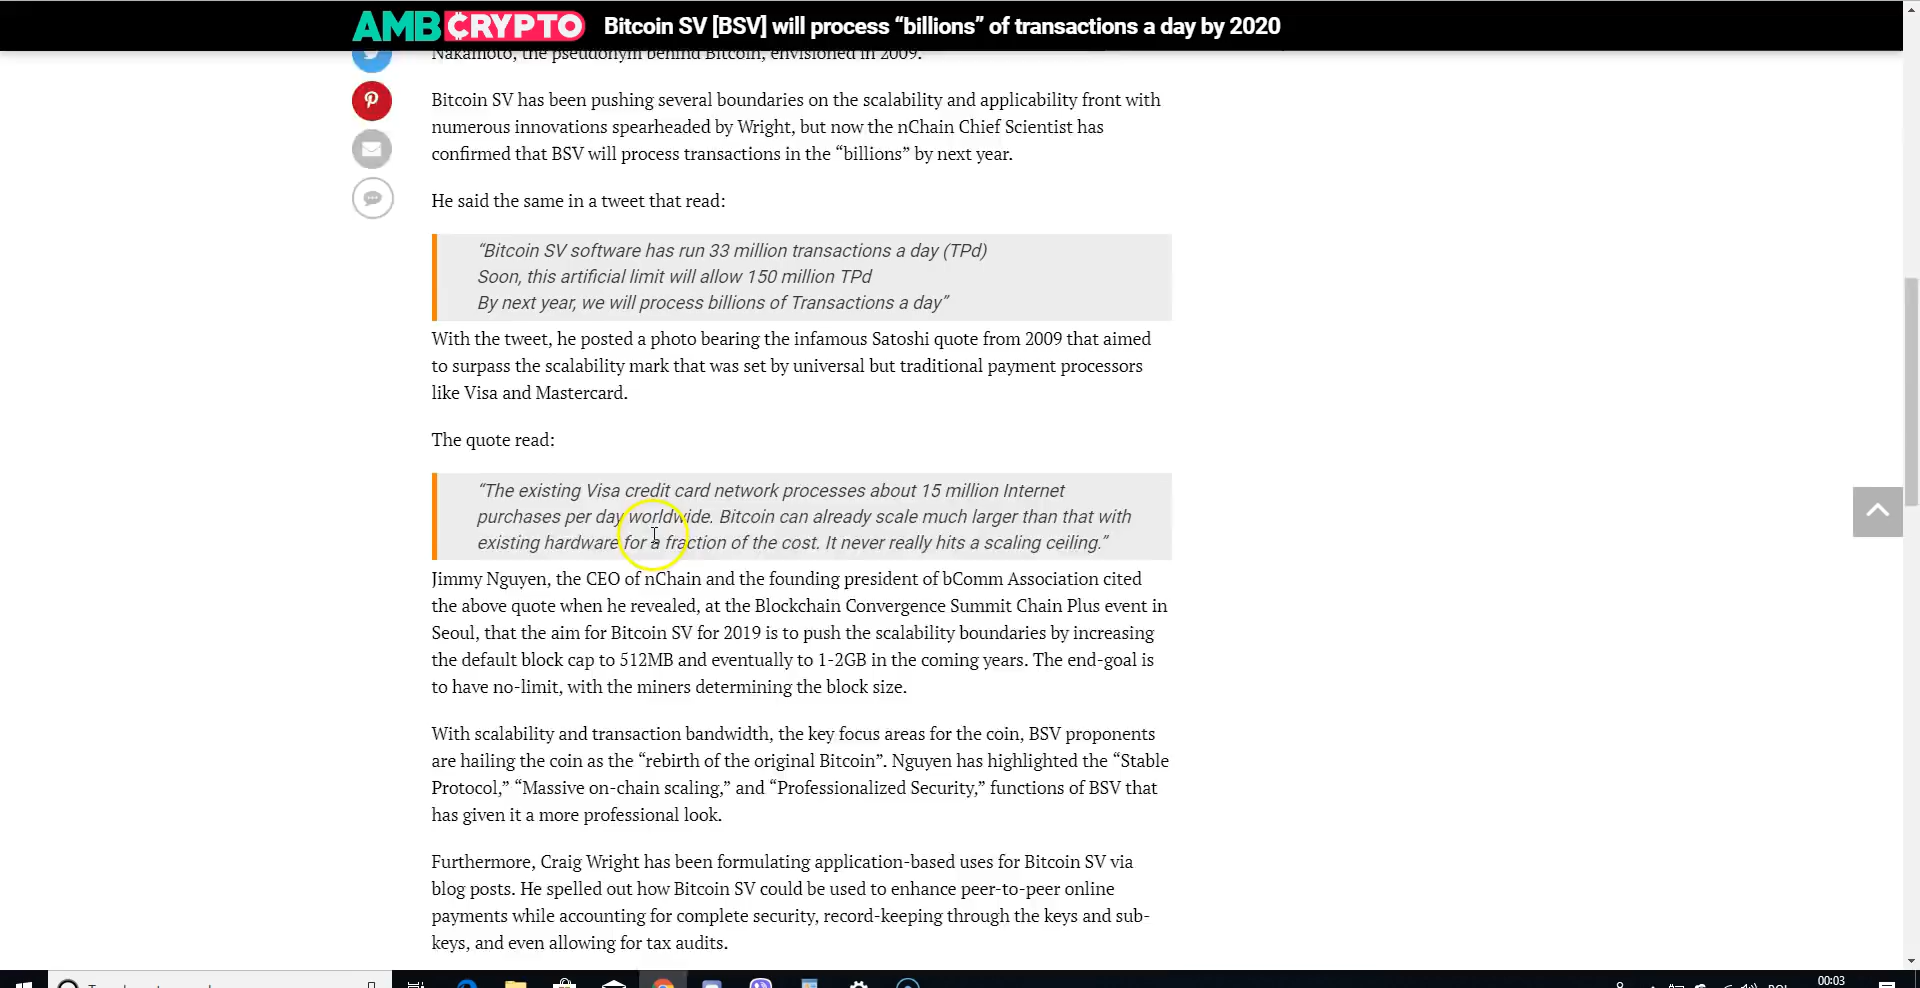 AMBCRYPTO Bitcoin SV [BSV] will process “billions” of transactions a day by 2020
Nakamoto, the pseudonym behind Bitcoin, envisioned in 2009.
Bitcoin SV has been pushing several boundaries on the scalability and applicability front with
numerous innovations spearheaded by Wright, but now the nChain Chief Scientist has
confirmed that BSV will process transactions in the “billions” by next year.
He said the same in a tweet that read:
“Bitcoin SV software has run 33 million transactions a day (TPd)
Soon, this artificial limit will allow 150 million TPd
By next year, we will process billions of Transactions a day”
With the tweet, he posted a photo bearing the infamous Satoshi quote from 2009 that aimed
to surpass the scalability mark that was set by universal but traditional payment processors
like Visa and Mastercard.
The quote read:
“The existing Visa credit card network processes about 15 million Internet
purchases per day worldwide. Bitcoin can already scale much larger than that with
existing hardware for a fraction of the cost. It never really hits a scaling ceiling.”
Jimmy Nguyen, the CEO of nChain and the founding president of bComm Association cited
the above quote when he revealed, at the Blockchain Convergence Summit Chain Plus event in
Seoul, that the aim for Bitcoin SV for 2019 is to push the scalability boundaries by increasing
the default block cap to 512MB and eventually to 1-2GB in the coming years. The end-goal is
to have no-limit, with the miners determining the block size.
With scalability and transaction bandwidth, the key focus areas for the coin, BSV proponents
are hailing the coin as the “rebirth of the original Bitcoin”. Nguyen has highlighted the “Stable
Protocol,” “Massive on-chain scaling,” and “Professionalized Security,” functions of BSV that
has given it a more professional look.
Furthermore, Craig Wright has been formulating application-based uses for Bitcoin SV via
blog posts. He spelled out how Bitcoin SV could be used to enhance peer-to-peer online
payments while accounting for complete security, record-keeping through the keys and sub-
keys, and even allowing for tax audits.
00:03